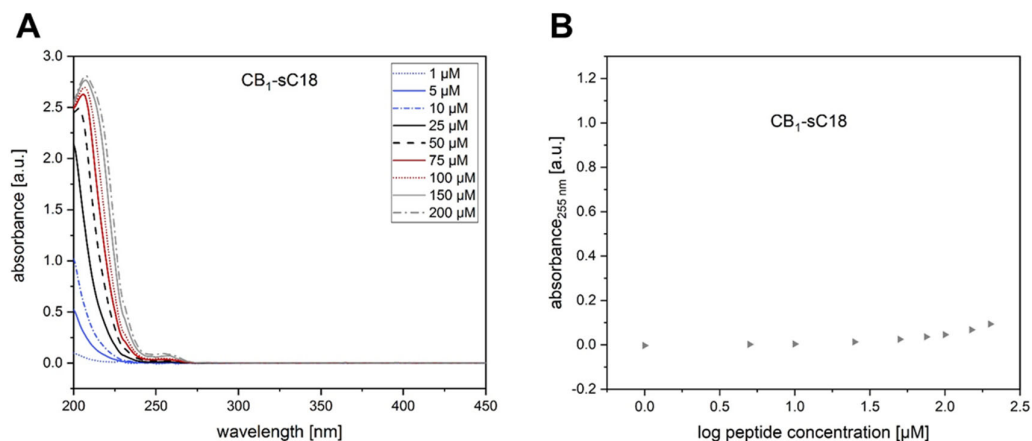 A
CB₁-sC18
3.0
2.5
2.0
1.5
1.0
0.5
0.0
absorbance [a.u.]
1 µM
5 µM
10 µM
25 µM
50 µM
75 µM
100 µM
150 µM
200 µM
200 250 300 350 400 450
wavelength [nm]
B
CB₁-sC18
1.2
1.0
0.8
0.6
0.4
0.2
0.0
-0.2
absorbance₂₅₅ ₙₘ [a.u.]
0.0 0.5 1.0 1.5 2.0 2.5
log peptide concentration [µM]